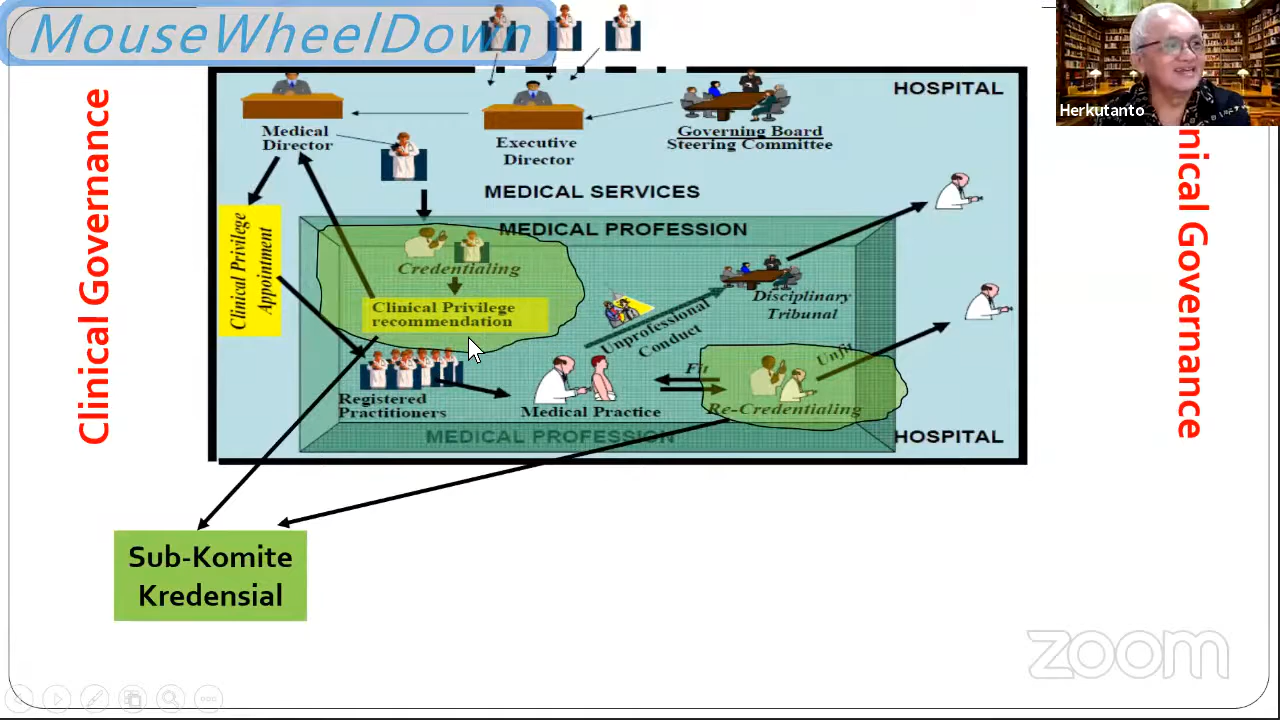 MouseWheelDown
Herkutanto
Clinical Governance
nical Governance
HOSPITAL
Medical
Director
Executive
Director
Governing Board
Steering Committee
MEDICAL SERVICES
MEDICAL PROFESSION
Clinical Privilege
Appointment
Credentialing
Clinical Privilege
recommendation
Unprofessional
Conduct
Disciplinary
Tribunal
Registered
Practitioners
Medical Practice
Fit
Unfit
Re-Credentialing
MEDICAL PROFESSION
HOSPITAL
Sub-Komite
Kredensial
zoom